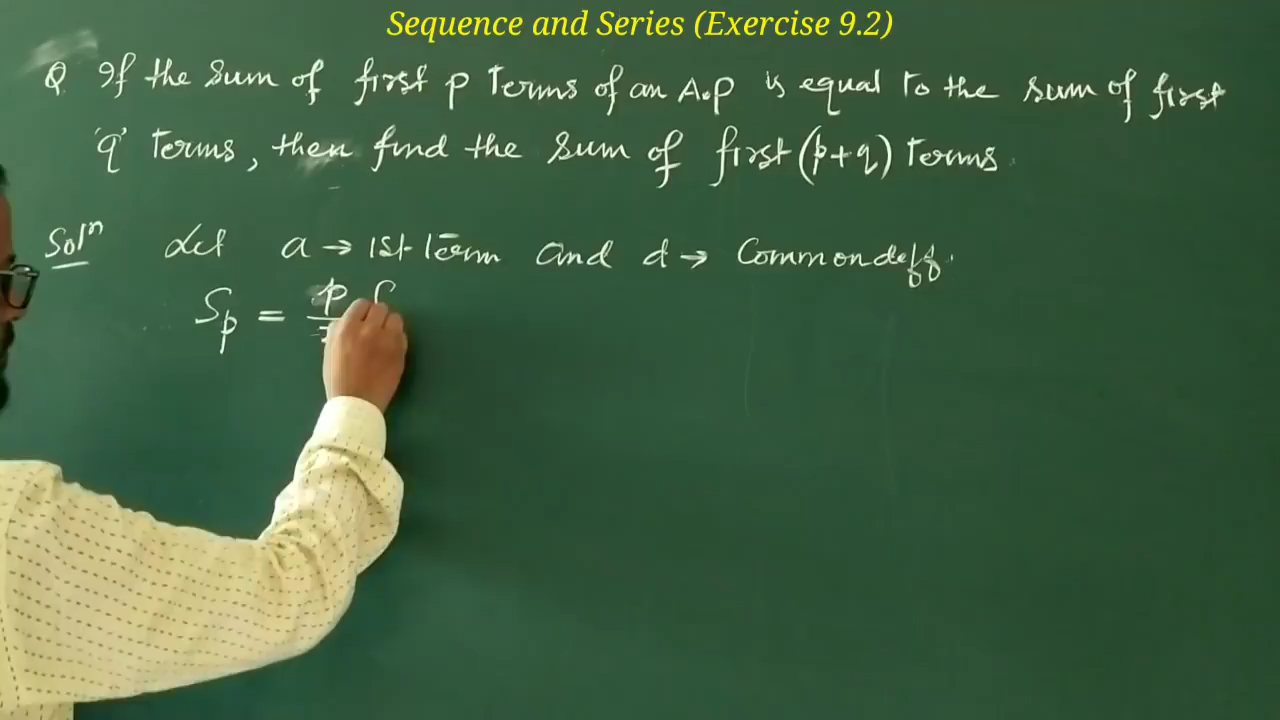 Sequence and Series (Exercise 9.2)
Q If the sum of first p Terms of an A.P is equal to the sum of first
'q' Terms, then find the sum of first (p+q) Terms.
Solⁿ Let a → 1st term and d → Common diff.
Sp = p